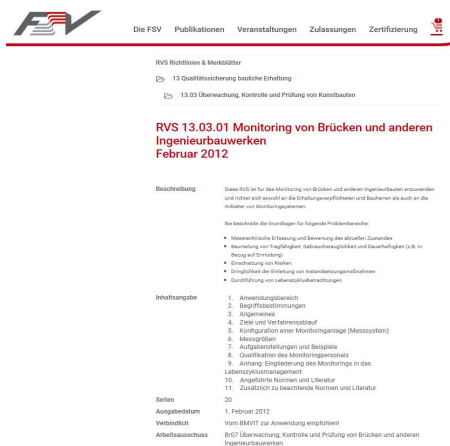 FSV
Die FSV Publikationen Veranstaltungen Zulassungen Zertifizierung
RVS Richtlinien & Merkblätter
13 Qualitätssicherung bauliche Erhaltung
13.03 Überwachung, Kontrolle und Prüfung von Kunstbauten
RVS 13.03.01 Monitoring von Brücken und anderen
Ingenieurbauwerken
Februar 2012
Beschreibung
Diese RVS ist für das Monitoring von Brücken und anderen Ingenieurbauten anzuwenden
und richtet sich sowohl an die Erhaltungsverpflichteten und Bauherren als auch an die
Anbieter von Monitoringsystemen.
Sie beschreibt die Grundlagen für folgende Problembereiche:
• Messtechnische Erfassung und Bewertung des aktuellen Zustandes
• Beurteilung von Tragfähigkeit, Gebrauchstauglichkeit und Dauerhaftigkeit (z.B. in
Bezug auf Ermüdung)
• Einschätzung von Risiken
• Dringlichkeit der Einleitung von Instandsetzungsmaßnahmen
• Durchführung von Lebenszyklusbetrachtungen
Inhaltsangabe
1. Anwendungsbereich
2. Begriffsbestimmungen
3. Allgemeines
4. Ziele und Verfahrensablauf
5. Konfiguration einer Monitoringanlage (Messsystem)
6. Messgrößen
7. Aufgabenstellungen und Beispiele
8. Qualifikation des Monitoringpersonals
9. Anhang: Eingliederung des Monitorings in das
Lebenszyklusmanagement
10. Angeführte Normen und Literatur
11. Zusätzlich zu beachtende Normen und Literatur
Seiten 20
Ausgabedatum 1. Februar 2012
Verbindlich Vom BMVIT zur Anwendung empfohlen!
Arbeitsausschuss Br07 Überwachung, Kontrolle und Prüfung von Brücken und anderen
Ingenieurbauwerken